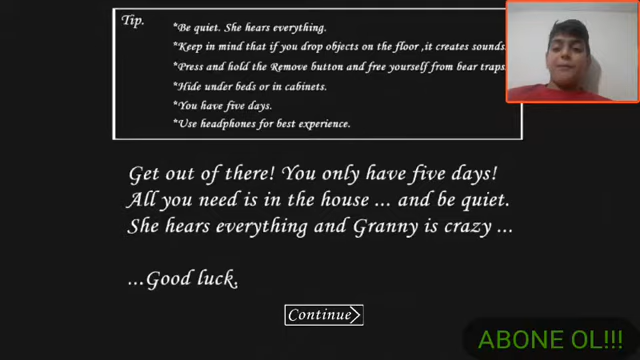 Tip.
*Be quiet. She hears everything.
*Keep in mind that if you drop objects on the floor ,it creates sounds.
*Press and hold the Remove button and free yourself from bear traps.
*Hide under beds or in cabinets.
*You have five days.
*Use headphones for best experience.
Get out of there! You only have five days!
All you need is in the house ... and be quiet.
She hears everything and Granny is crazy ...
...Good luck.
Continue
ABONE OL!!!